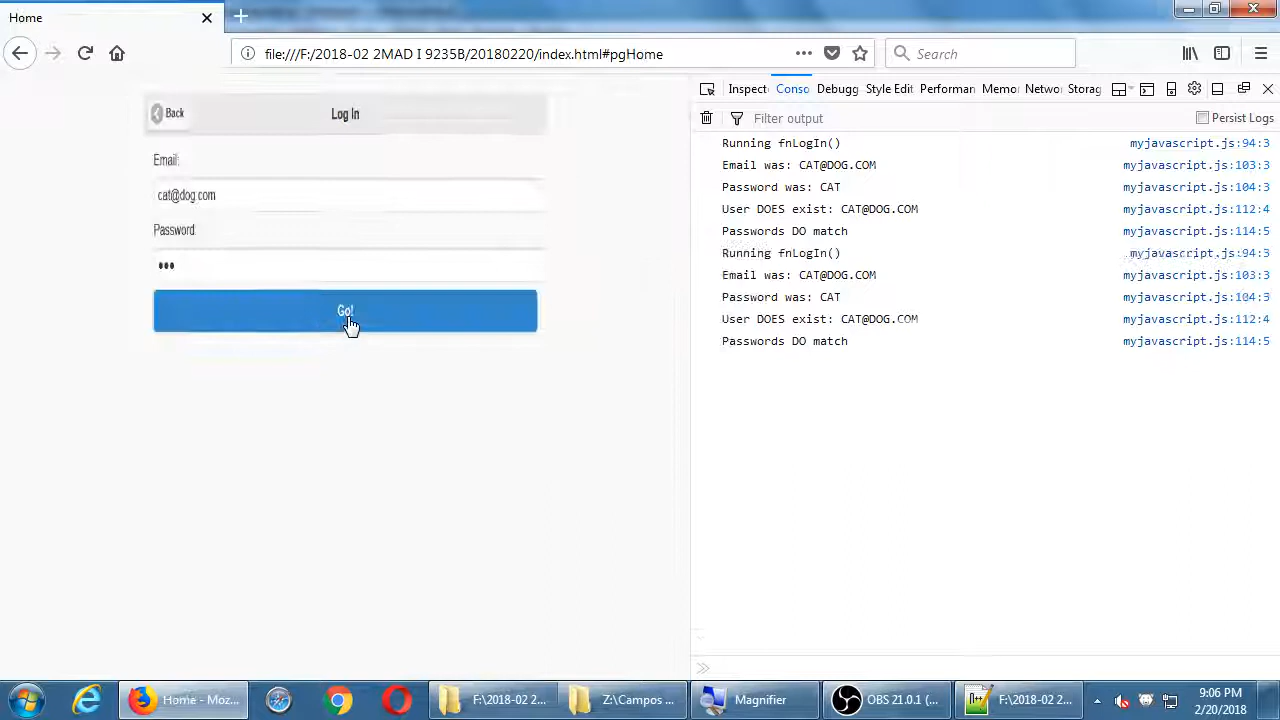 Home
file:///F:/2018-02 2MAD I 9235B/20180220/index.html#pgHome
Search
Back
Log In
Email:
cat@dog.com
Password
Go!
Inspect Conso Debugg Style Edit Performan Memo Netwo Storag
Filter output
Persist Logs
Running fnLogIn() myjavascript.js:94:3
Email was: CAT@DOG.COM myjavascript.js:103:3
Password was: CAT myjavascript.js:104:3
User DOES exist: CAT@DOG.COM myjavascript.js:112:4
Passwords DO match myjavascript.js:114:5
Running fnLogIn() myjavascript.js:94:3
Email was: CAT@DOG.COM myjavascript.js:103:3
Password was: CAT myjavascript.js:104:3
User DOES exist: CAT@DOG.COM myjavascript.js:112:4
Passwords DO match myjavascript.js:114:5
Home - Moz...
F:\2018-02 2...
Z:\Campos ...
Magnifier
OBS 21.0.1 (...
F:\2018-02 2...
9:06 PM
2/20/2018